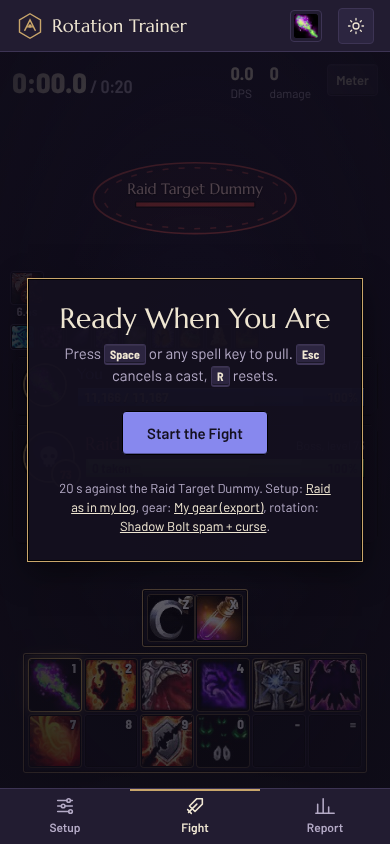 Rotation Trainer
0:00.0 / 0:20
0.0 0
DPS damage
Meter
Raid Target Dummy
Ready When You Are
Press Space or any spell key to pull. Esc
cancels a cast, R resets.
Start the Fight
20 s against the Raid Target Dummy. Setup: Raid
as in my log, gear: My gear (export), rotation:
Shadow Bolt spam + curse.
Z X
1 2 3 4 5 6
7 8 9 0 - =
Setup Fight Report